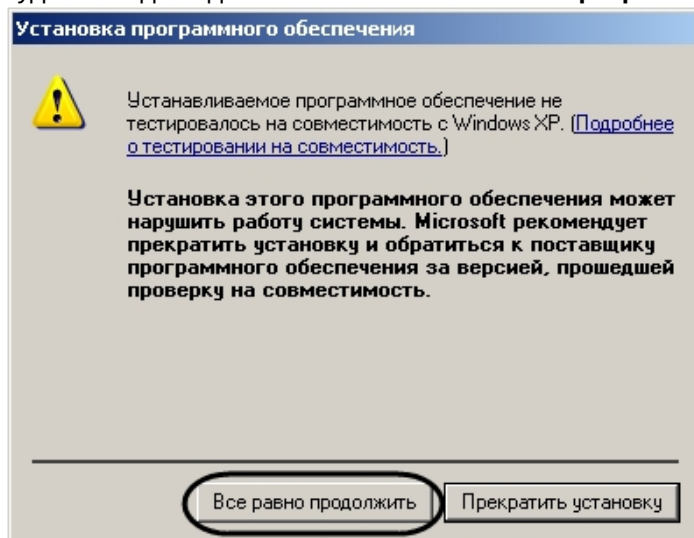 Установка программного обеспечения
Устанавливаемое программное обеспечение не
тестировалось на совместимость с Windows XP. (Подробнее
о тестировании на совместимость.)
Установка этого программного обеспечения может
нарушить работу системы. Microsoft рекомендует
прекратить установку и обратиться к поставщику
программного обеспечения за версией, прошедшей
проверку на совместимость.
Все равно продолжить Прекратить установку